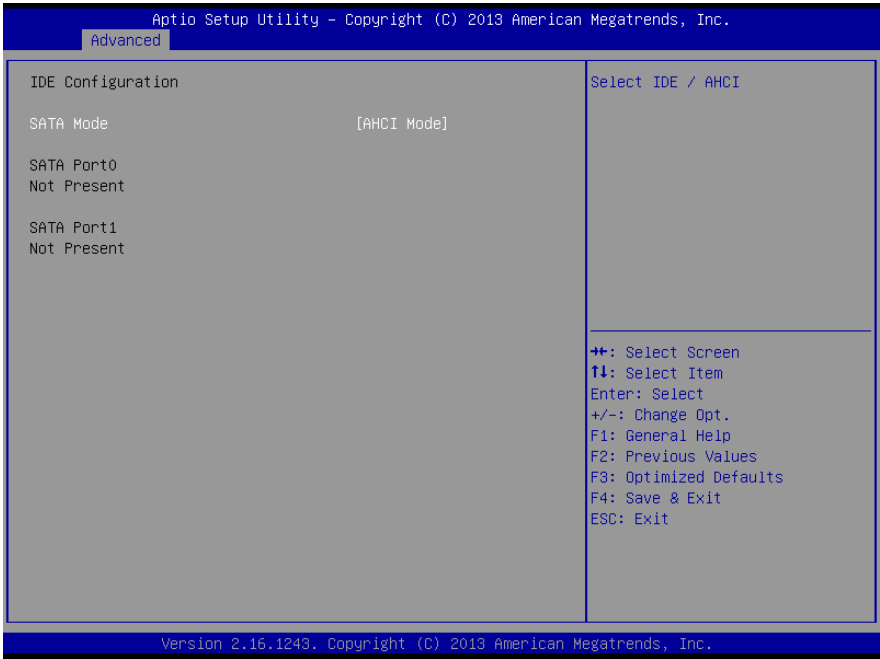 Aptio Setup Utility – Copyright (C) 2013 American Megatrends, Inc.
Advanced
IDE Configuration
SATA Mode [AHCI Mode]
SATA Port0
Not Present
SATA Port1
Not Present
Select IDE / AHCI
→←: Select Screen
↑↓: Select Item
Enter: Select
+/-: Change Opt.
F1: General Help
F2: Previous Values
F3: Optimized Defaults
F4: Save & Exit
ESC: Exit
Version 2.16.1243. Copyright (C) 2013 American Megatrends, Inc.